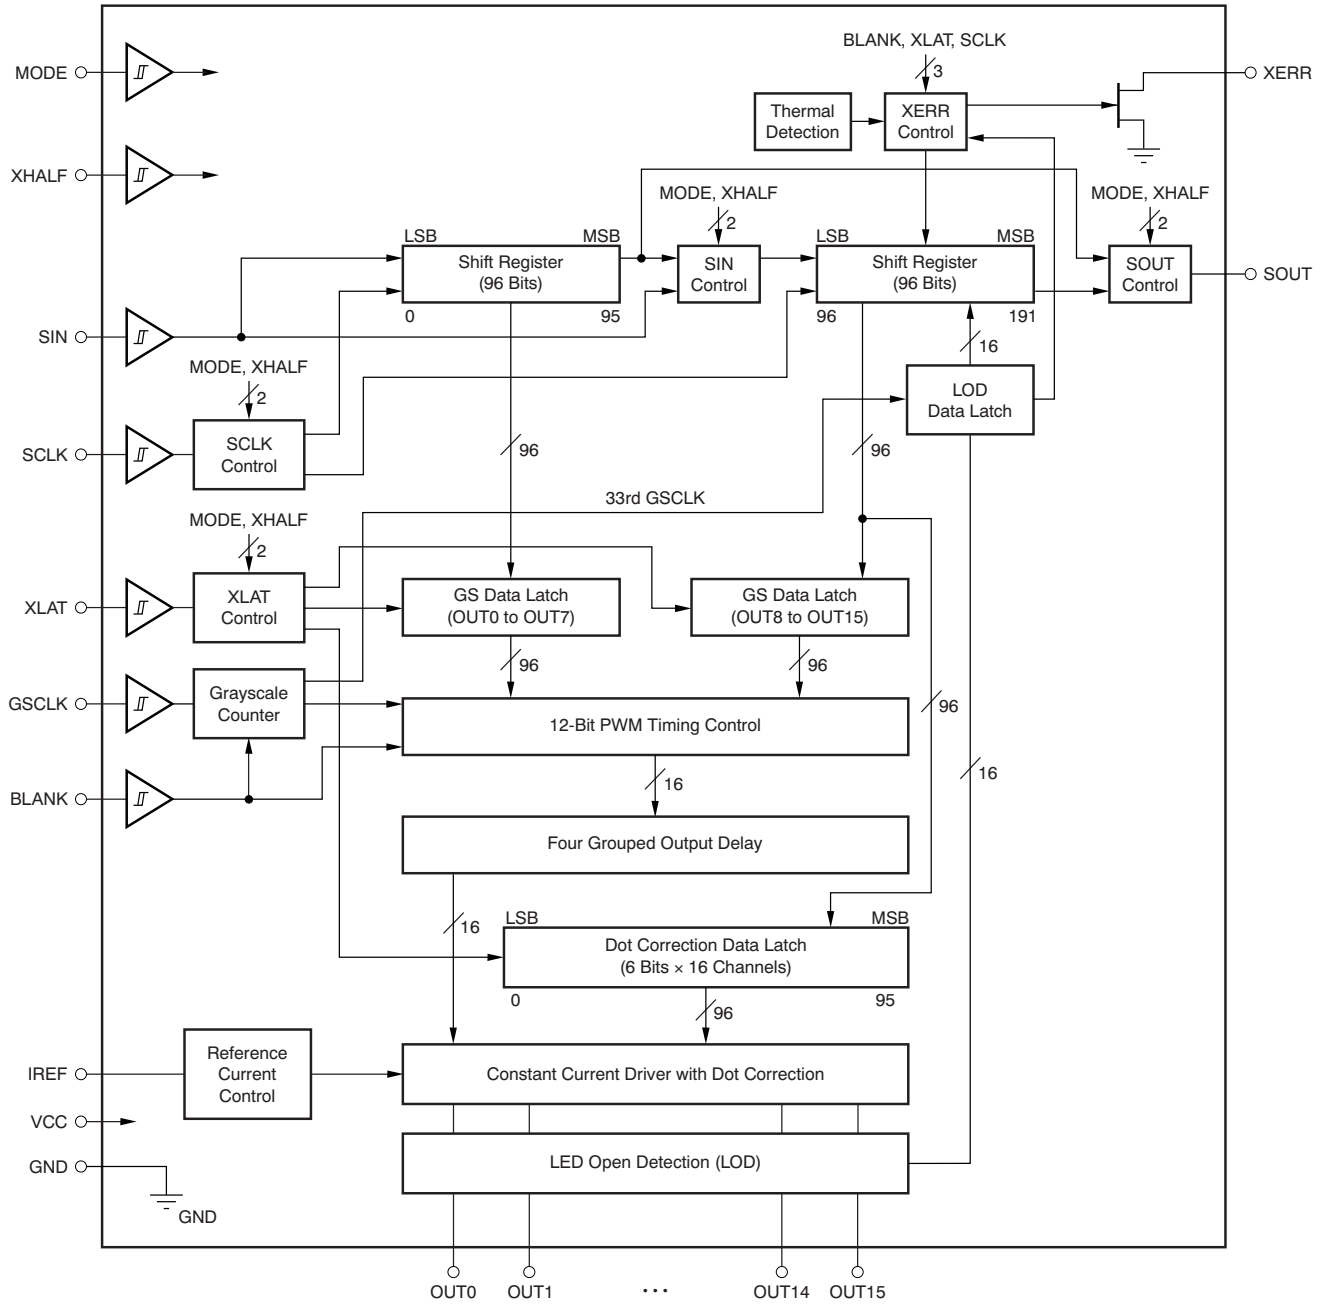 BLANK, XLAT, SCLK
3
MODE
XERR
Thermal
Detection
XERR
Control
XHALF
MODE, XHALF
2
MODE, XHALF
2
LSB
MSB
Shift Register
(96 Bits)
0
95
SIN
Control
LSB
MSB
Shift Register
(96 Bits)
96
191
SOUT
Control
SOUT
SIN
16
MODE, XHALF
2
LOD
Data Latch
SCLK
SCLK
Control
96
96
33rd GSCLK
MODE, XHALF
2
XLAT
XLAT
Control
GS Data Latch
(OUT0 to OUT7)
GS Data Latch
(OUT8 to OUT15)
96
96
GSCLK
Grayscale
Counter
12-Bit PWM Timing Control
96
BLANK
16
16
Four Grouped Output Delay
16
LSB
MSB
Dot Correction Data Latch
(6 Bits × 16 Channels)
0
95
96
IREF
Reference
Current
Control
Constant Current Driver with Dot Correction
VCC
GND
GND
LED Open Detection (LOD)
OUT0
OUT1
...
OUT14
OUT15